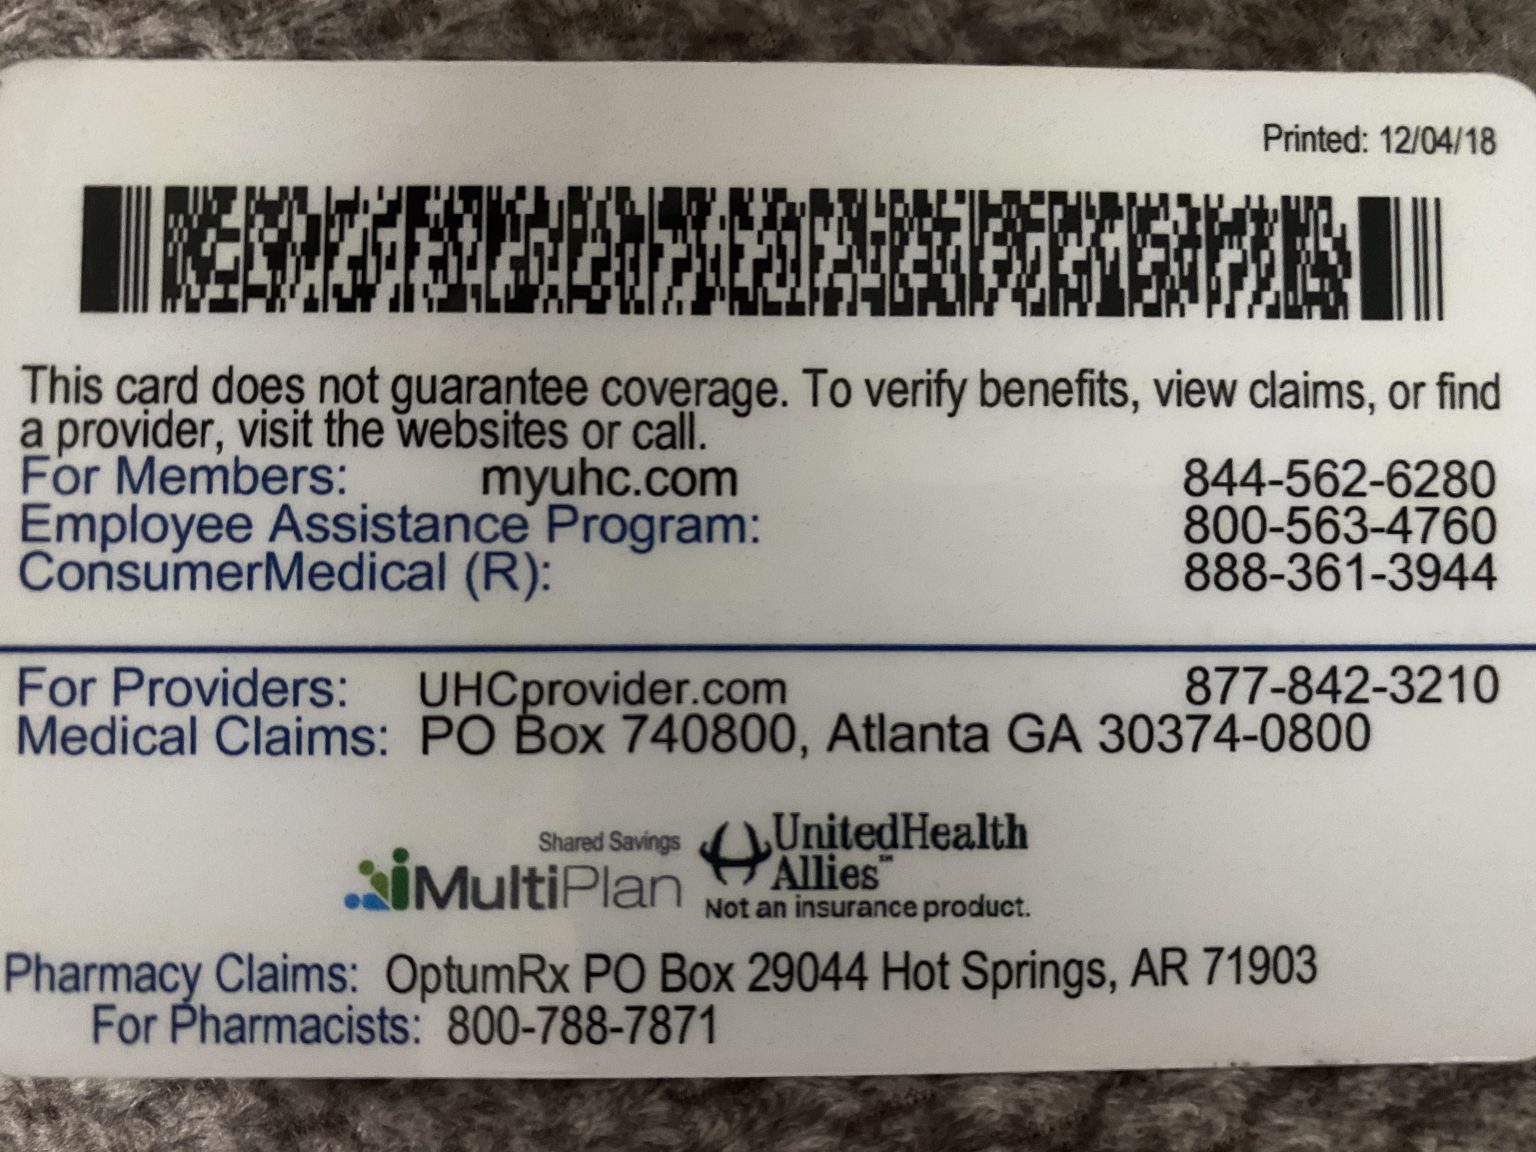 Printed: 12/04/18
This card does not guarantee coverage. To verify benefits, view claims, or find
a provider, visit the websites or call.
For Members: myuhc.com 844-562-6280
Employee Assistance Program: 800-563-4760
ConsumerMedical (R): 888-361-3944
For Providers: UHCprovider.com 877-842-3210
Medical Claims: PO Box 740800, Atlanta GA 30374-0800
Shared Savings
MultiPlan
UnitedHealth
Allies℠
Not an insurance product.
Pharmacy Claims: OptumRx PO Box 29044 Hot Springs, AR 71903
For Pharmacists: 800-788-7871